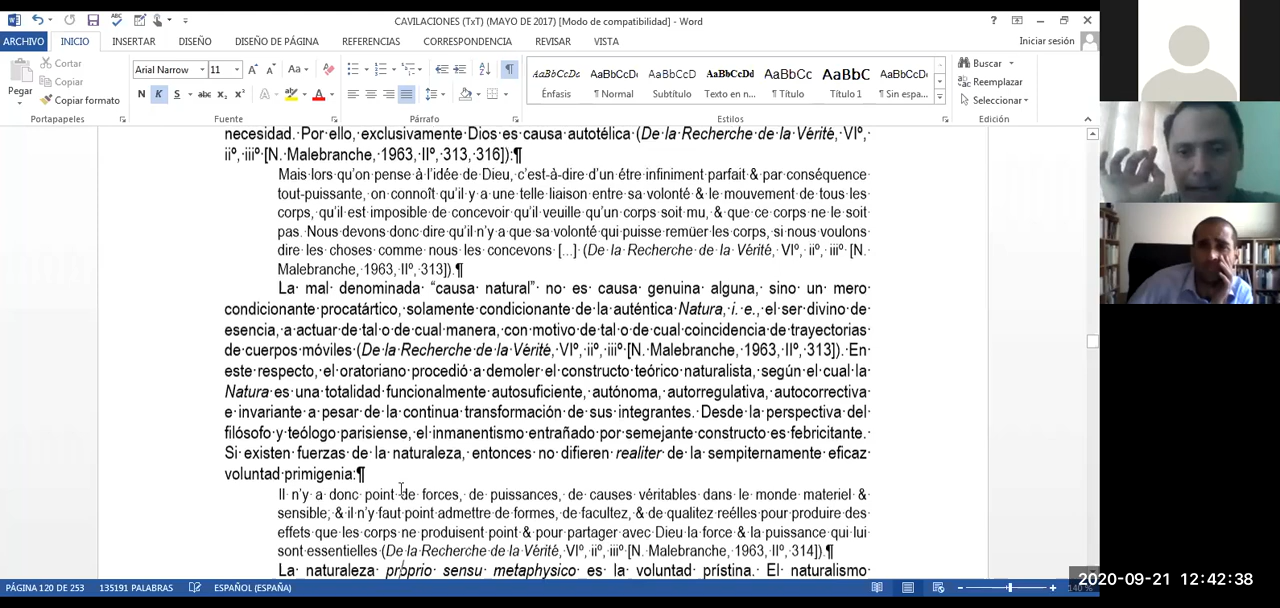 CAVILACIONES (TxT) (MAYO DE 2017) [Modo de compatibilidad] - Word
ARCHIVO INICIO INSERTAR DISEÑO DISEÑO DE PÁGINA REFERENCIAS CORRESPONDENCIA REVISAR VISTA Iniciar sesión
Pegar Cortar Copiar Copiar formato Portapapeles
Arial Narrow 11 Fuente
Párrafo
AaBbCcDc Énfasis AaBbCcDc ¶ Normal AaBbCcD Subtítulo AaBbCcDc Texto en n... AaBbCc ¶ Título AaBbC Título 1 AaBbCcDc ¶ Sin espa... Estilos
Buscar Reemplazar Seleccionar Edición
necesidad. Por ello, exclusivamente Dios es causa autotélica (De la Recherche de la Vérité, VIº,
iiº, iiiº [N. Malebranche, 1963, IIº, 313, 316]):¶
Mais lors qu'on pense à l'idée de Dieu, c'est-à-dire d'un étre infiniment parfait & par conséquence
tout-puissante, on connoît qu'il y a une telle liaison entre sa volonté & le mouvement de tous les
corps, qu'il est imposible de concevoir qu'il veuille qu'un corps soit mu, & que ce corps ne le soit
pas. Nous devons donc dire qu'il n'y a que sa volonté qui puisse remüer les corps, si nous voulons
dire les choses comme nous les concevons [...] (De la Recherche de la Vérité, VIº, iiº, iiiº [N.
Malebranche, 1963, IIº, 313]).¶
La mal denominada “causa natural” no es causa genuina alguna, sino un mero
condicionante procatártico, solamente condicionante de la auténtica Natura, i. e., el ser divino de
esencia, a actuar de tal o de cual manera, con motivo de tal o de cual coincidencia de trayectorias
de cuerpos móviles (De la Recherche de la Vérité, VIº, iiº, iiiº [N. Malebranche, 1963, IIº, 313]). En
este respecto, el oratoriano procedió a demoler el constructo teórico naturalista, según el cual la
Natura es una totalidad funcionalmente autosuficiente, autónoma, autorregulativa, autocorrectiva
e invariante a pesar de la continua transformación de sus integrantes. Desde la perspectiva del
filósofo y teólogo parisiense, el inmanentismo entrañado por semejante constructo es febricitante.
Si existen fuerzas de la naturaleza, entonces no difieren realiter de la sempiternamente eficaz
voluntad primigenia:¶
Il n'y a donc point de forces, de puissances, de causes véritables dans le monde materiel &
sensible; & il n'y faut point admettre de formes, de facultez, & de qualitez reélles pour produire des
effets que les corps ne produisent point & pour partager avec Dieu la force & la puissance qui lui
sont essentielles (De la Recherche de la Vérité, VIº, iiº, iiiº [N. Malebranche, 1963, IIº, 314]).¶
La naturaleza proprio sensu metaphysico es la voluntad prístina. El naturalismo
PÁGINA 120 DE 253 135191 PALABRAS ESPAÑOL (ESPAÑA) 140 %
2020-09-21 12:42:38